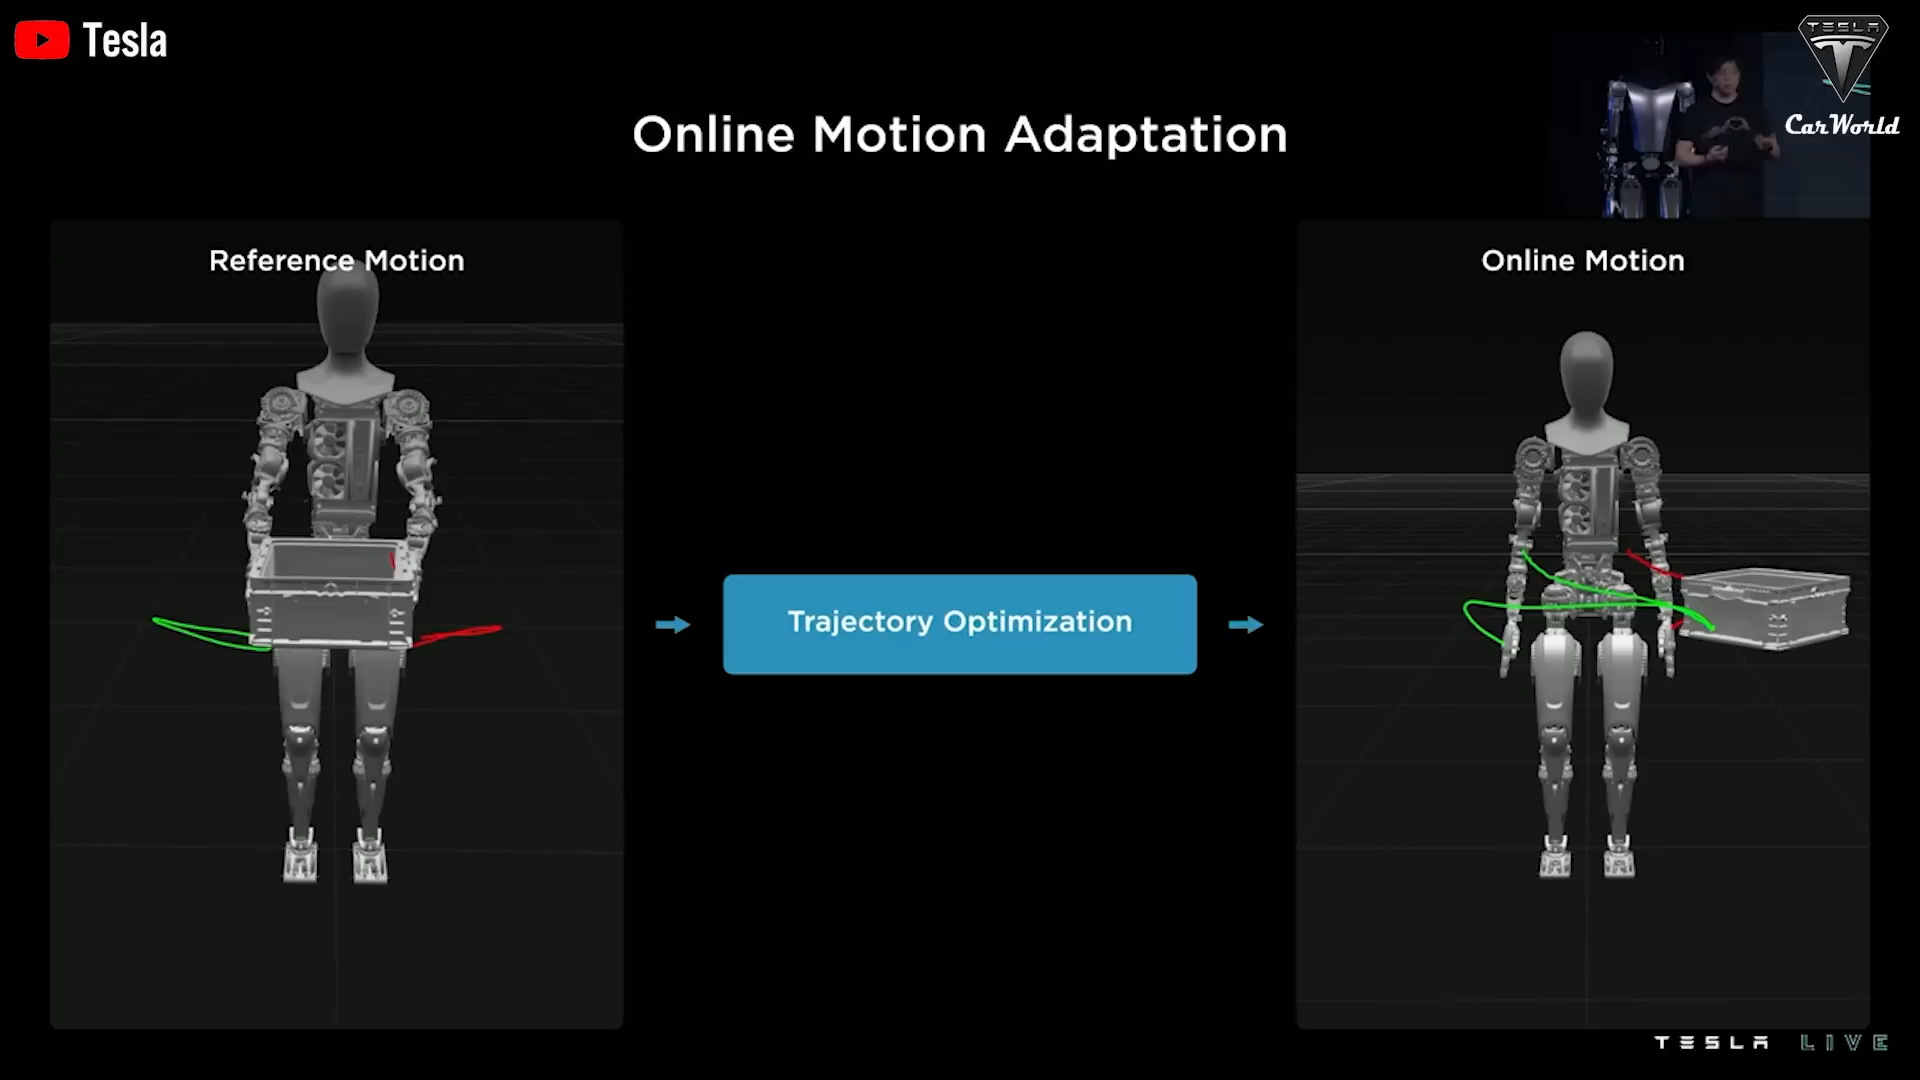 Tesla
TESLA
CarWorld
Online Motion Adaptation
Reference Motion
Online Motion
Trajectory Optimization
TESLA LIVE